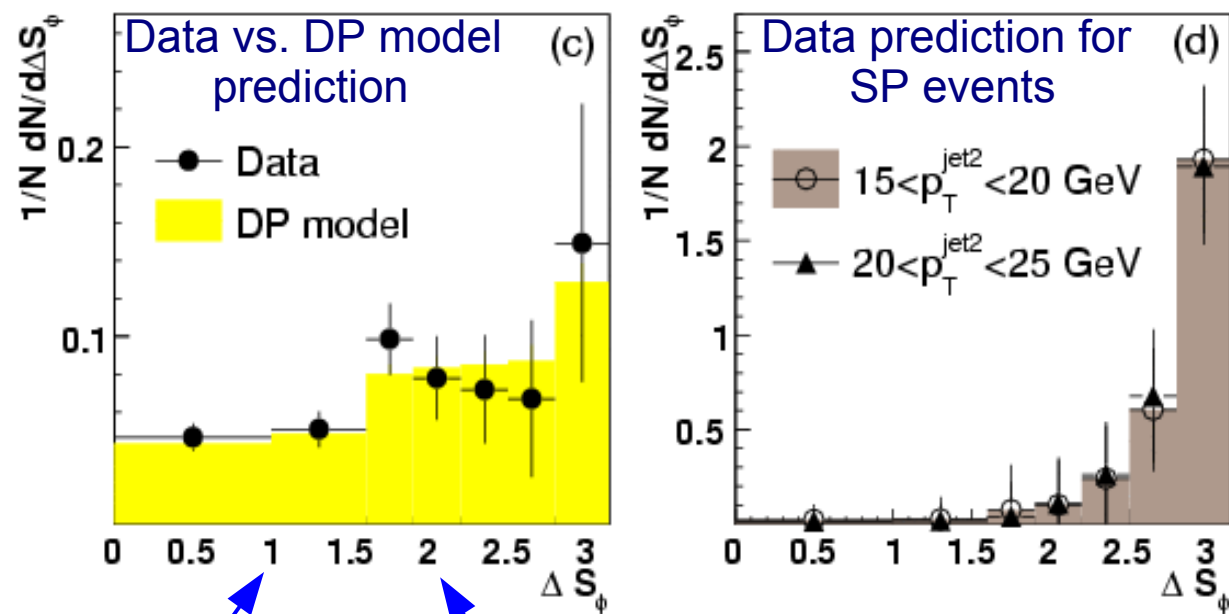 Data vs. DP model
prediction
(c)
1/N dN/dΔS_ϕ
0.2
0.1
Data
DP model
0 0.5 1 1.5 2 2.5 3
Δ S_ϕ
Data prediction for
SP events
(d)
1/N dN/dΔS_ϕ
2.5
2
1.5
1
0.5
15<p_T^jet2<20 GeV
20<p_T^jet2<25 GeV
0 0.5 1 1.5 2 2.5 3
Δ S_ϕ